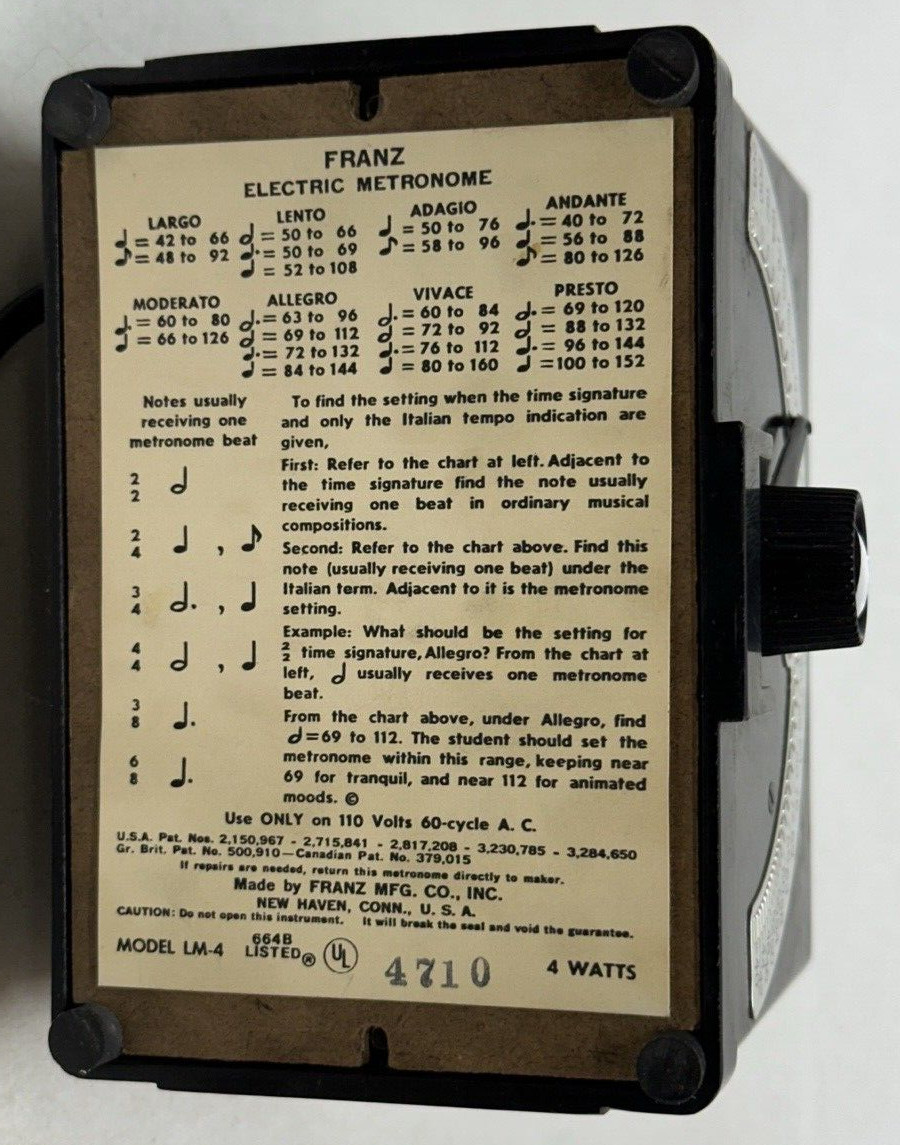 FRANZ
ELECTRIC METRONOME
LARGO
𝅗𝅥 = 42 to 66
♪ = 48 to 92
LENTO
𝅗𝅥 = 50 to 66
♩. = 50 to 69
♩ = 52 to 108
ADAGIO
♩ = 50 to 76
♪ = 58 to 96
ANDANTE
𝅗𝅥. = 40 to 72
♩ = 56 to 88
♪ = 80 to 126
MODERATO
♩. = 60 to 80
♩ = 66 to 126
ALLEGRO
𝅗𝅥. = 63 to 96
𝅗𝅥 = 69 to 112
♩. = 72 to 132
♩ = 84 to 144
VIVACE
𝅗𝅥. = 60 to 84
𝅗𝅥 = 72 to 92
♩. = 76 to 112
♩ = 80 to 160
PRESTO
𝅗𝅥. = 69 to 120
𝅗𝅥 = 88 to 132
♩. = 96 to 144
♩ =100 to 152
Notes usually
receiving one
metronome beat
2/2 𝅗𝅥
2/4 ♩ , ♪
3/4 𝅗𝅥. , ♩
4/4 𝅗𝅥 , ♩
3/8 ♩.
6/8 ♩.
To find the setting when the time signature
and only the Italian tempo indication are
given,
First: Refer to the chart at left. Adjacent to
the time signature find the note usually
receiving one beat in ordinary musical
compositions.
Second: Refer to the chart above. Find this
note (usually receiving one beat) under the
Italian term. Adjacent to it is the metronome
setting.
Example: What should be the setting for
2/2 time signature, Allegro? From the chart at
left, 𝅗𝅥 usually receives one metronome
beat.
From the chart above, under Allegro, find
𝅗𝅥=69 to 112. The student should set the
metronome within this range, keeping near
69 for tranquil, and near 112 for animated
moods. ©
Use ONLY on 110 Volts 60-cycle A. C.
U.S.A. Pat. Nos. 2,150,967 - 2,715,841 - 2,817,208 - 3,230,785 - 3,284,650
Gr. Brit. Pat. No. 500,910—Canadian Pat. No. 379,015
If repairs are needed, return this metronome directly to maker.
Made by FRANZ MFG. CO., INC.
NEW HAVEN, CONN., U. S. A.
CAUTION: Do not open this instrument. It will break the seal and void the guarantee.
MODEL LM-4 664B LISTED® UL 4710 4 WATTS